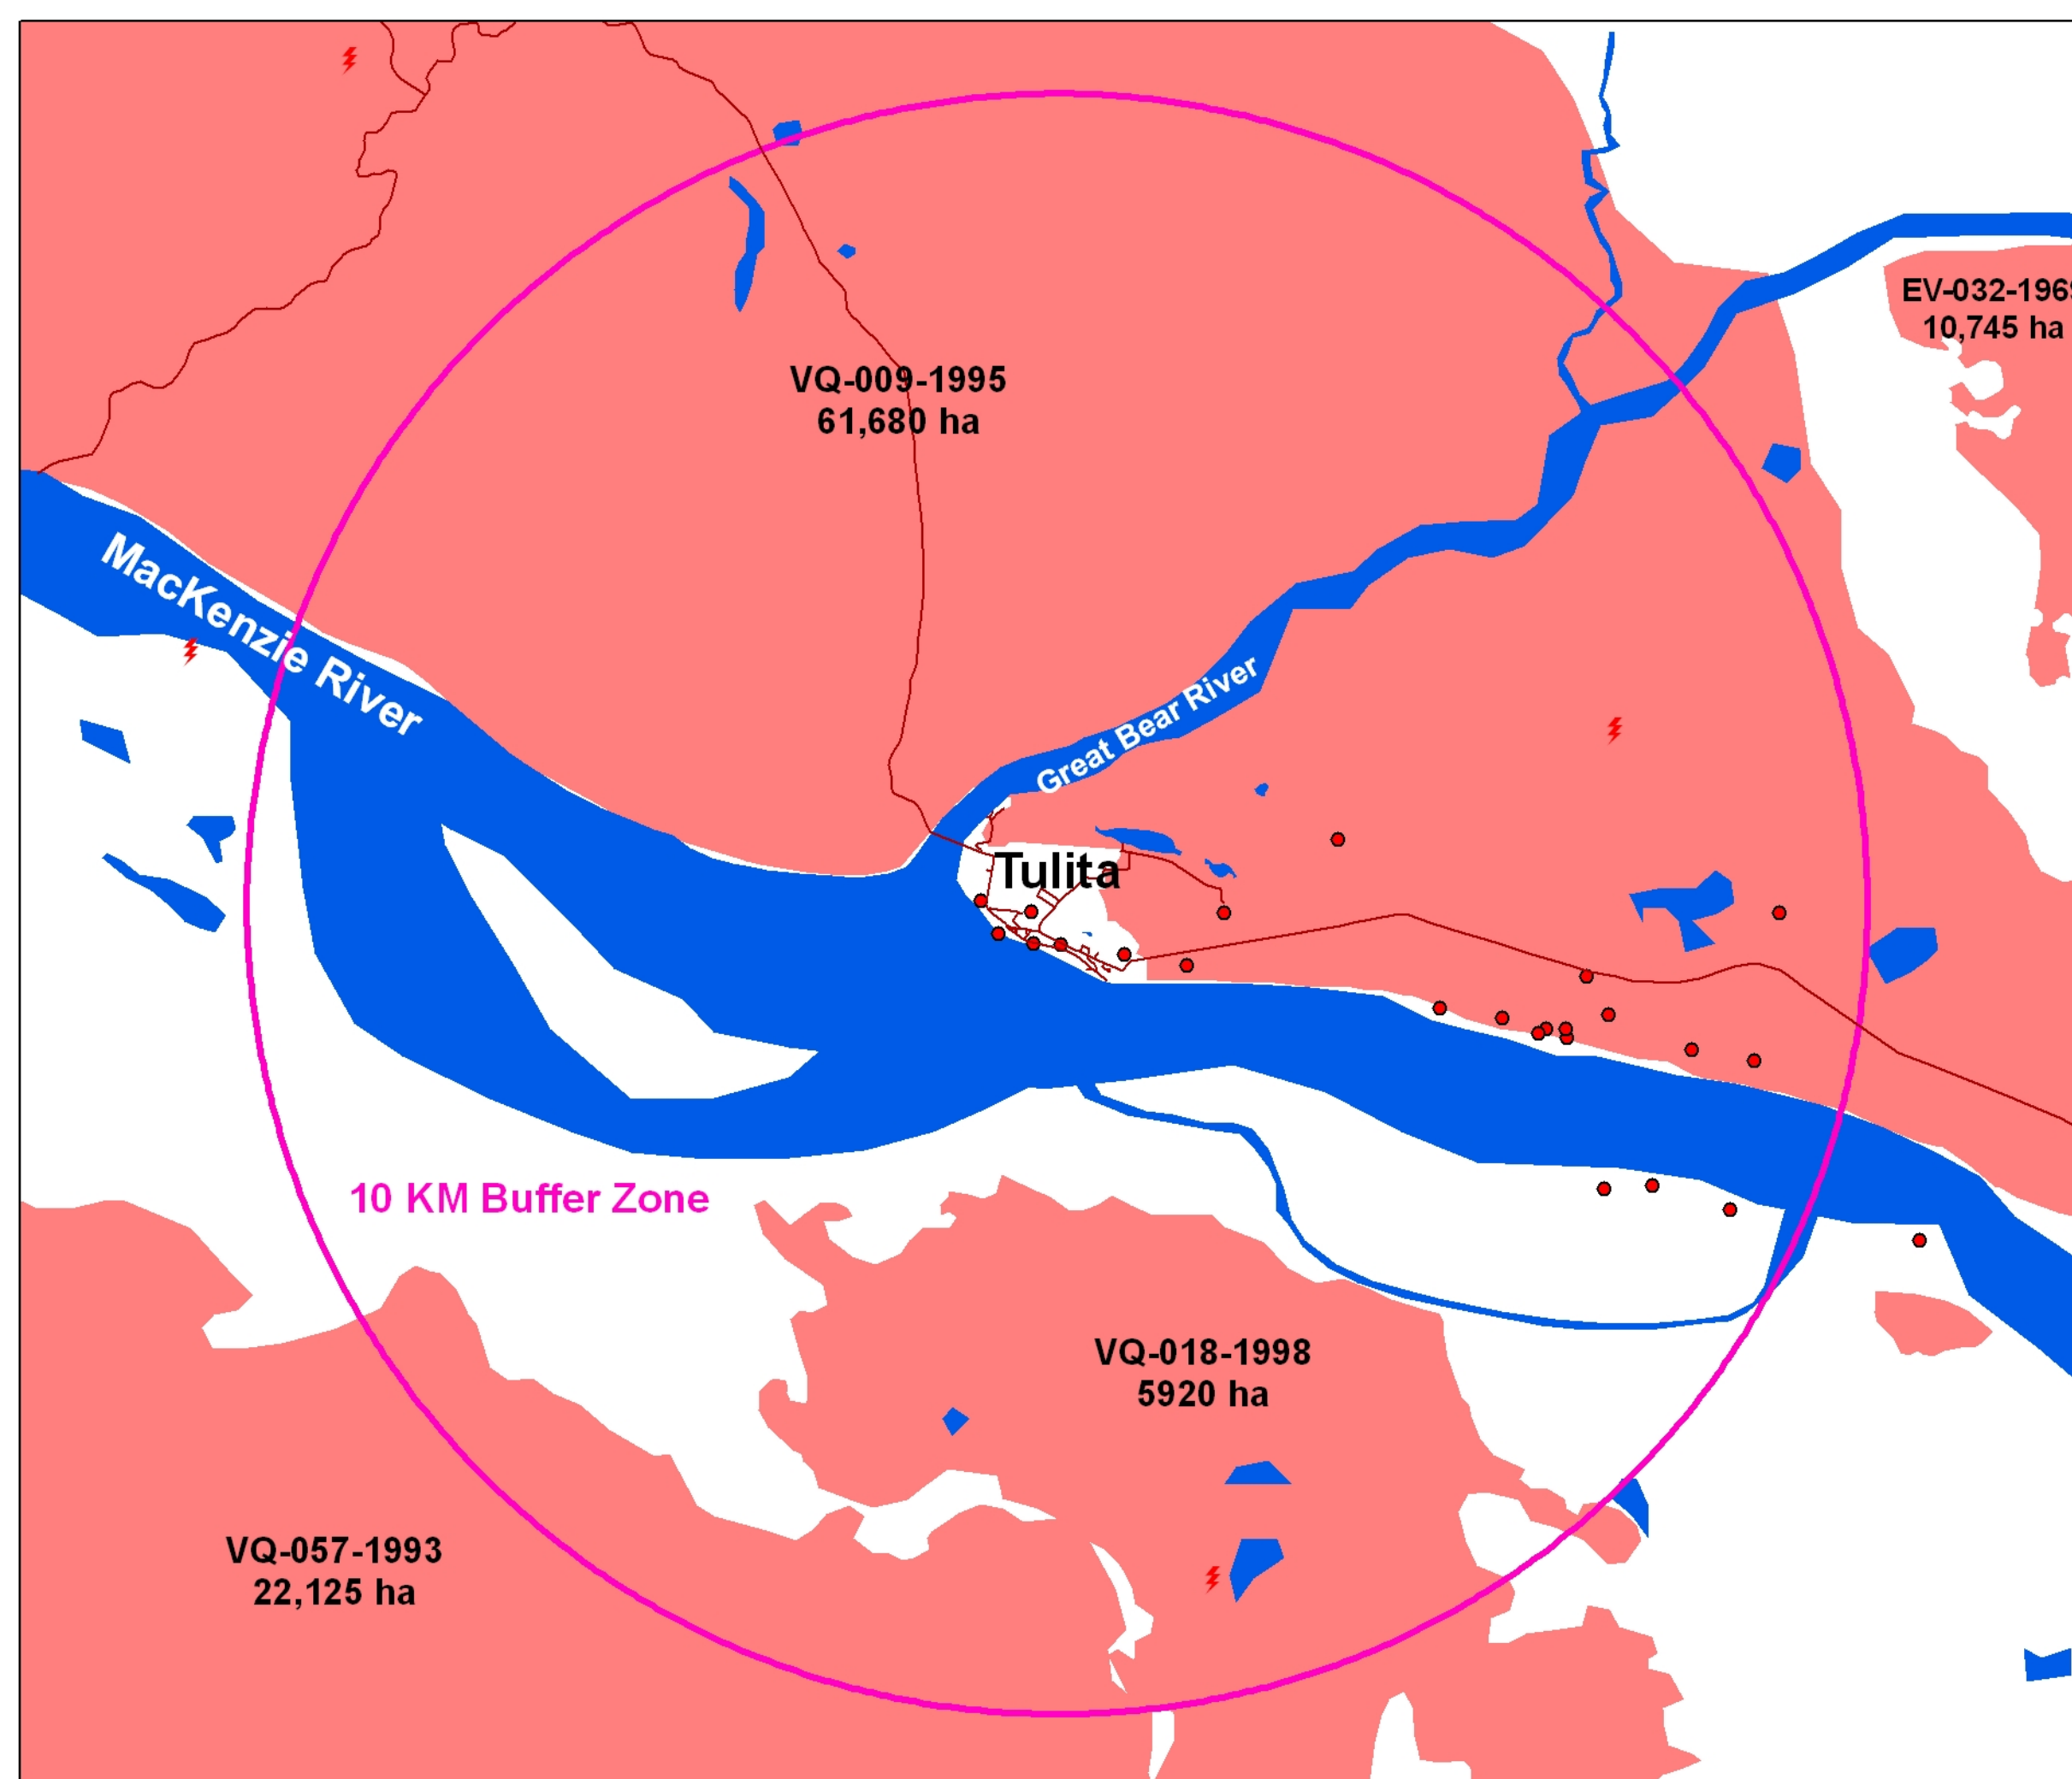 EV-032-196
10,745 ha
VQ-009-1995
61,680 ha
MacKenzie River
Great Bear River
Tulita
10 KM Buffer Zone
VQ-018-1998
5920 ha
VQ-057-1993
22,125 ha